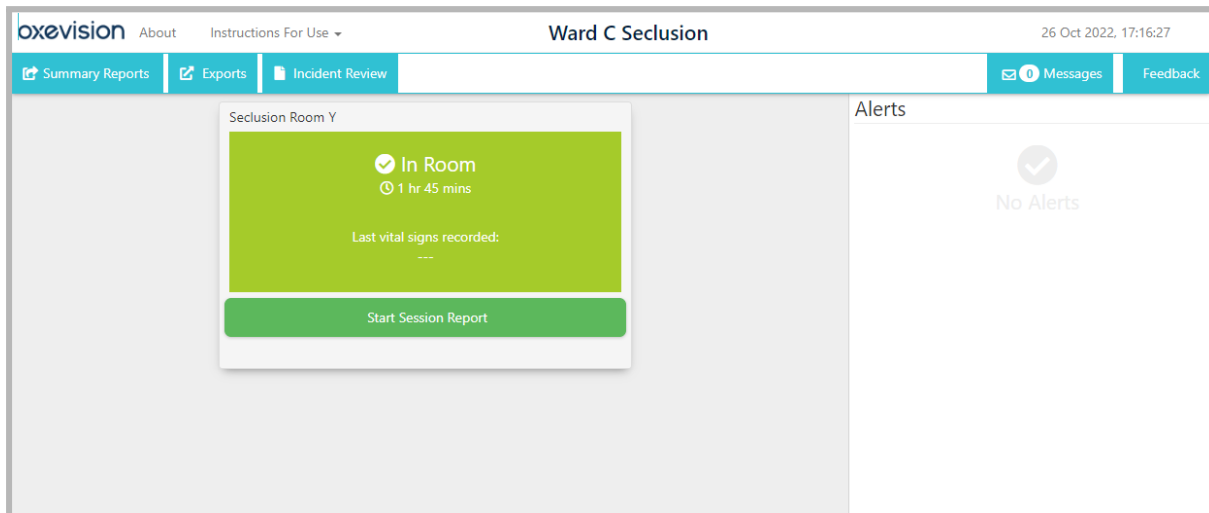 oxevision About Instructions For Use Ward C Seclusion 26 Oct 2022, 17:16:27
Summary Reports Exports Incident Review 0 Messages Feedback
Seclusion Room Y
In Room
1 hr 45 mins
Last vital signs recorded:
---
Start Session Report
Alerts
No Alerts